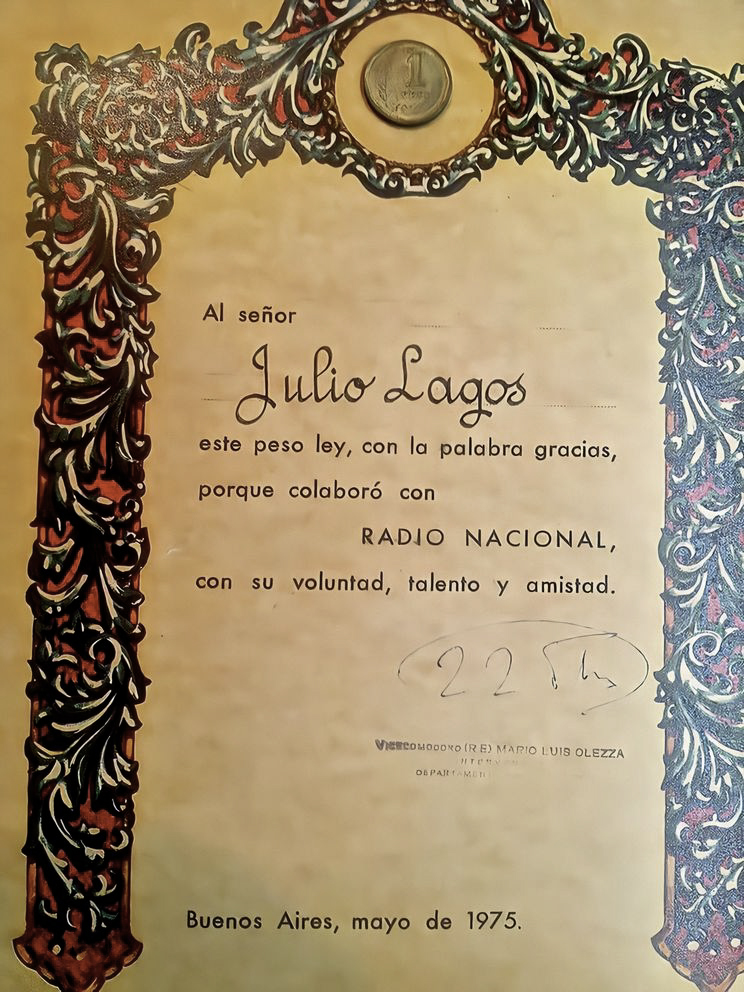 1
PESO
Al señor
Julio Lagos
este peso ley, con la palabra gracias,
porque colaboró con
RADIO NACIONAL,
con su voluntad, talento y amistad.
VICECOMODORO (R E) MARIO LUIS OLEZZA
Buenos Aires, mayo de 1975.